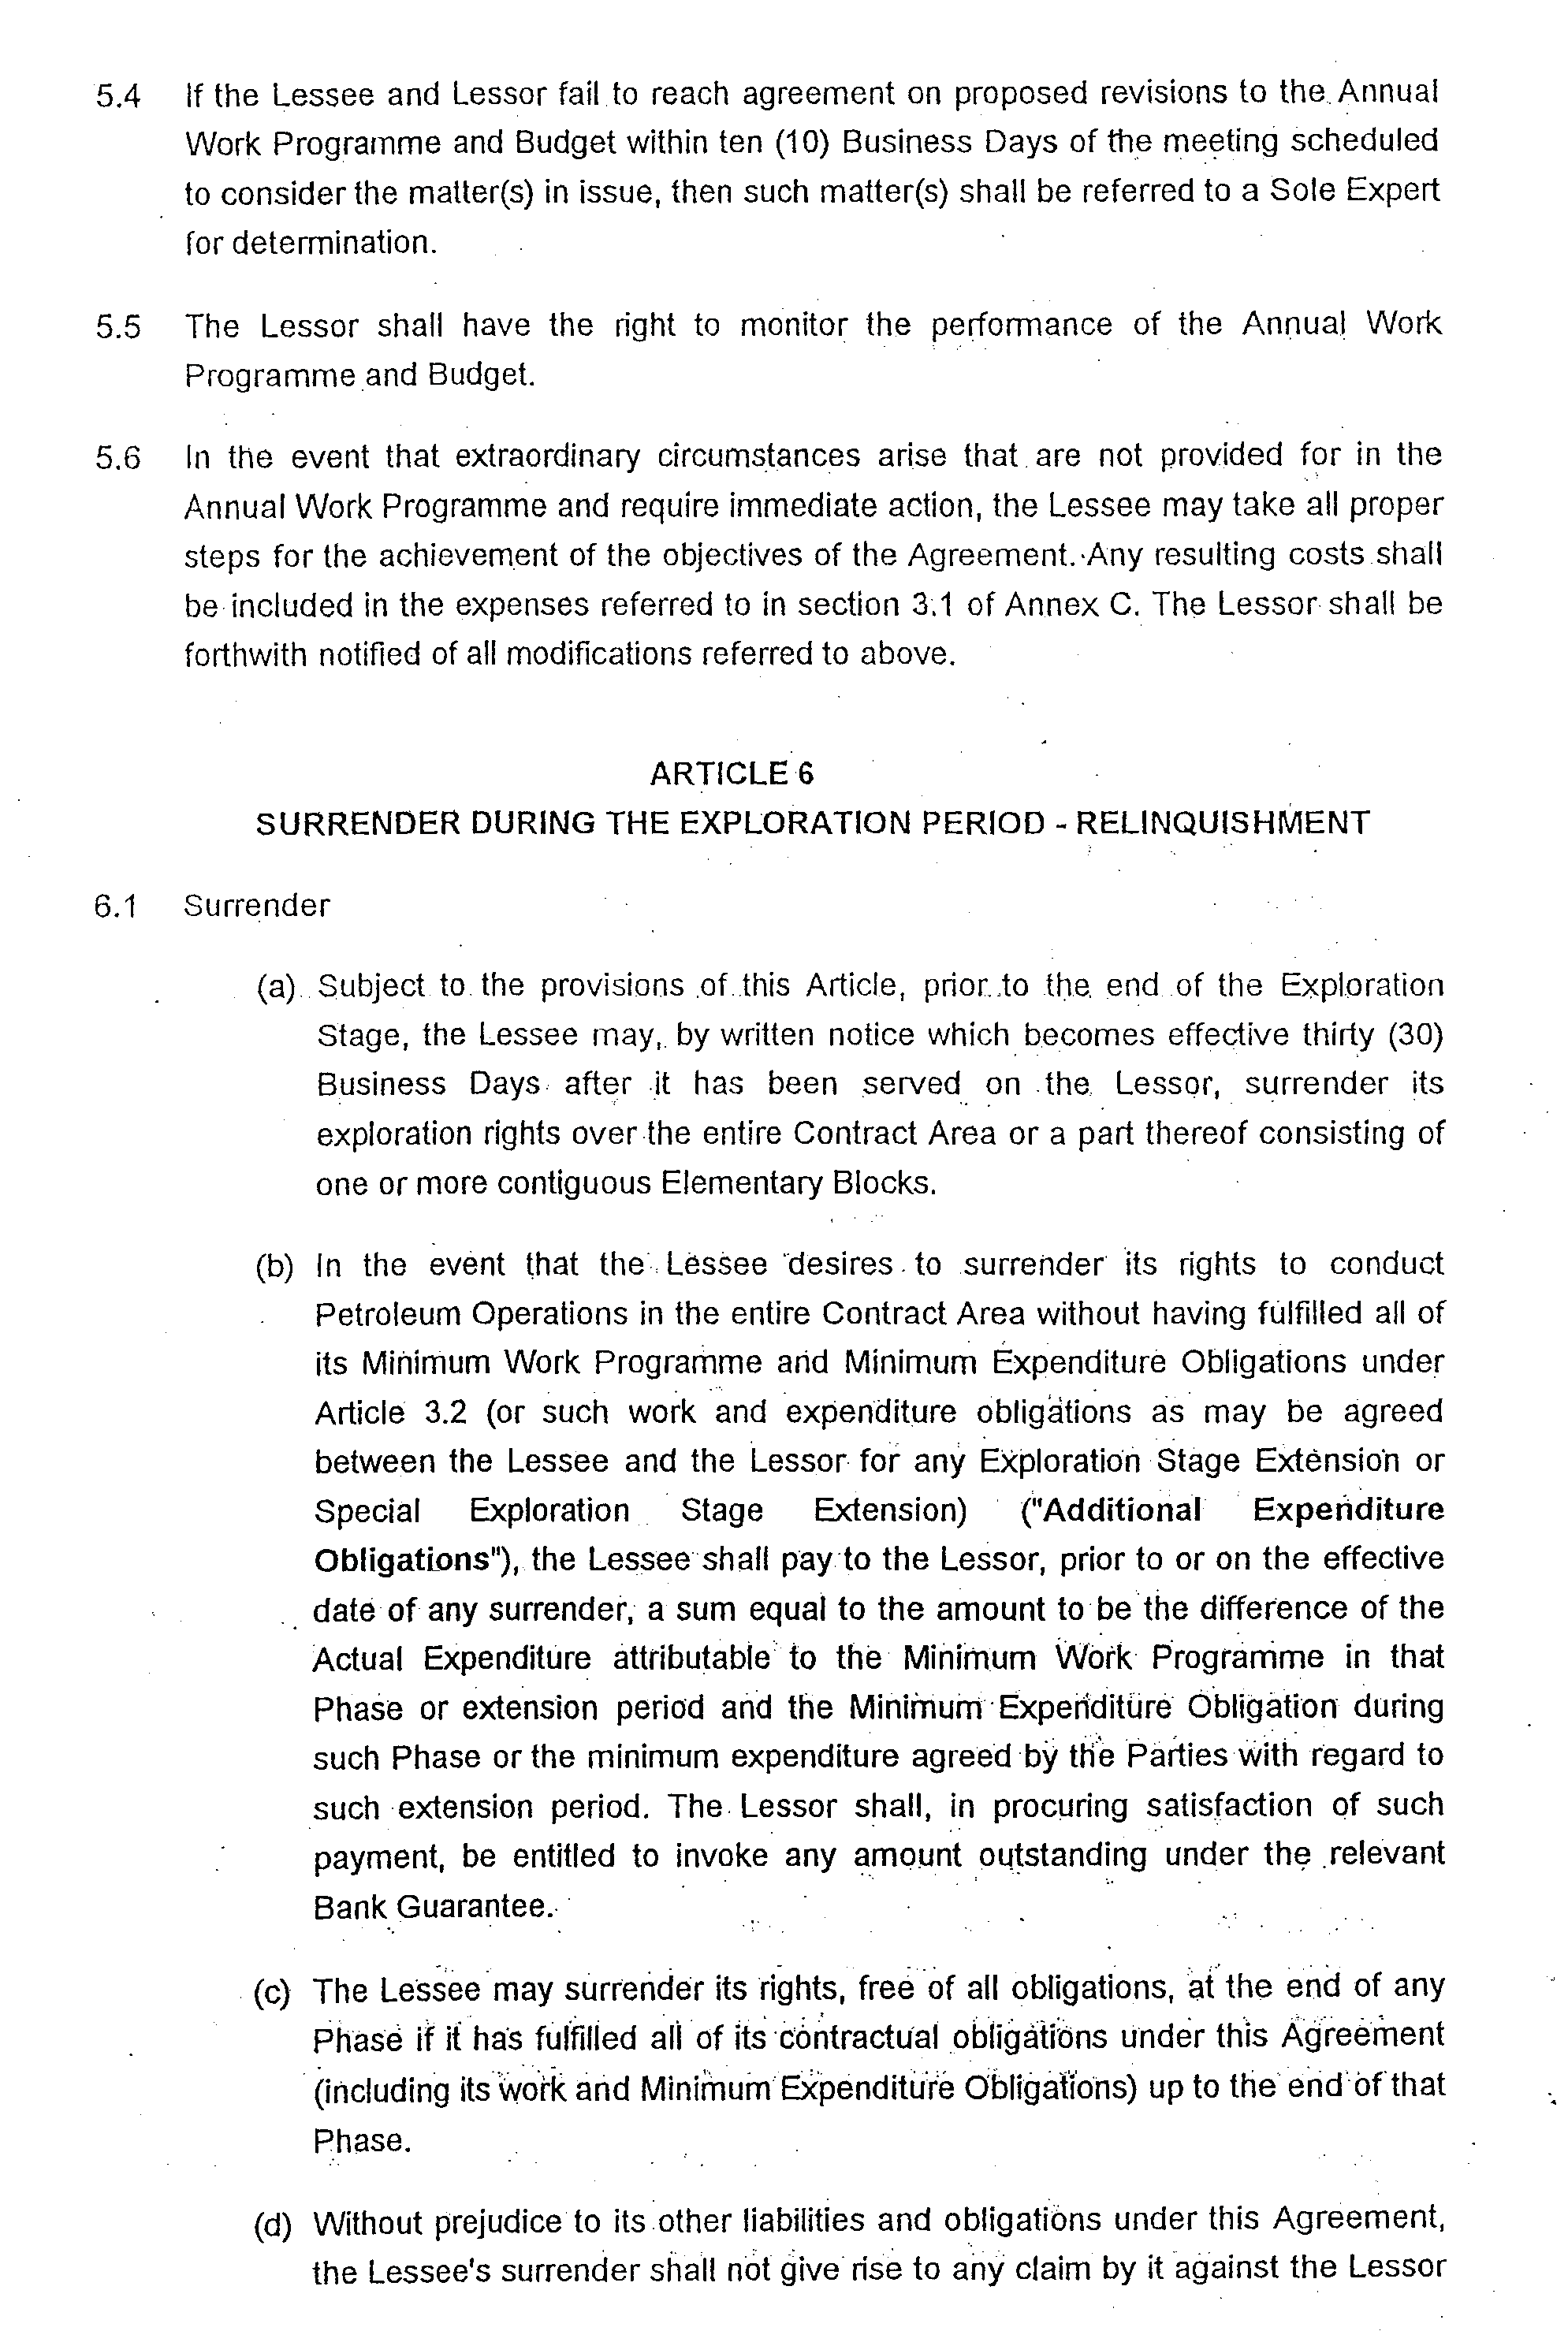 5.4 If the Lessee and Lessor fail to reach agreement on proposed revisions to the Annual
Work Programme and Budget within ten (10) Business Days of the meeting scheduled
to consider the matter(s) in issue, then such matter(s) shall be referred to a Sole Expert
for determination.
5.5 The Lessor shall have the right to monitor the performance of the Annual Work
Programme and Budget.
5.6 In the event that extraordinary circumstances arise that are not provided for in the
Annual Work Programme and require immediate action, the Lessee may take all proper
steps for the achievement of the objectives of the Agreement. Any resulting costs shall
be included in the expenses referred to in section 3.1 of Annex C. The Lessor shall be
forthwith notified of all modifications referred to above.
ARTICLE 6
SURRENDER DURING THE EXPLORATION PERIOD - RELINQUISHMENT
6.1 Surrender
(a) Subject to the provisions of this Article, prior to the end of the Exploration
Stage, the Lessee may, by written notice which becomes effective thirty (30)
Business Days after it has been served on the Lessor, surrender its
exploration rights over the entire Contract Area or a part thereof consisting of
one or more contiguous Elementary Blocks.
(b) In the event that the Lessee desires to surrender its rights to conduct
Petroleum Operations in the entire Contract Area without having fulfilled all of
its Minimum Work Programme and Minimum Expenditure Obligations under
Article 3.2 (or such work and expenditure obligations as may be agreed
between the Lessee and the Lessor for any Exploration Stage Extension or
Special Exploration Stage Extension) ("Additional Expenditure
Obligations"), the Lessee shall pay to the Lessor, prior to or on the effective
date of any surrender, a sum equal to the amount to be the difference of the
Actual Expenditure attributable to the Minimum Work Programme in that
Phase or extension period and the Minimum Expenditure Obligation during
such Phase or the minimum expenditure agreed by the Parties with regard to
such extension period. The Lessor shall, in procuring satisfaction of such
payment, be entitled to invoke any amount outstanding under the relevant
Bank Guarantee.
(c) The Lessee may surrender its rights, free of all obligations, at the end of any
Phase if it has fulfilled all of its contractual obligations under this Agreement
(including its work and Minimum Expenditure Obligations) up to the end of that
Phase.
(d) Without prejudice to its other liabilities and obligations under this Agreement,
the Lessee's surrender shall not give rise to any claim by it against the Lessor